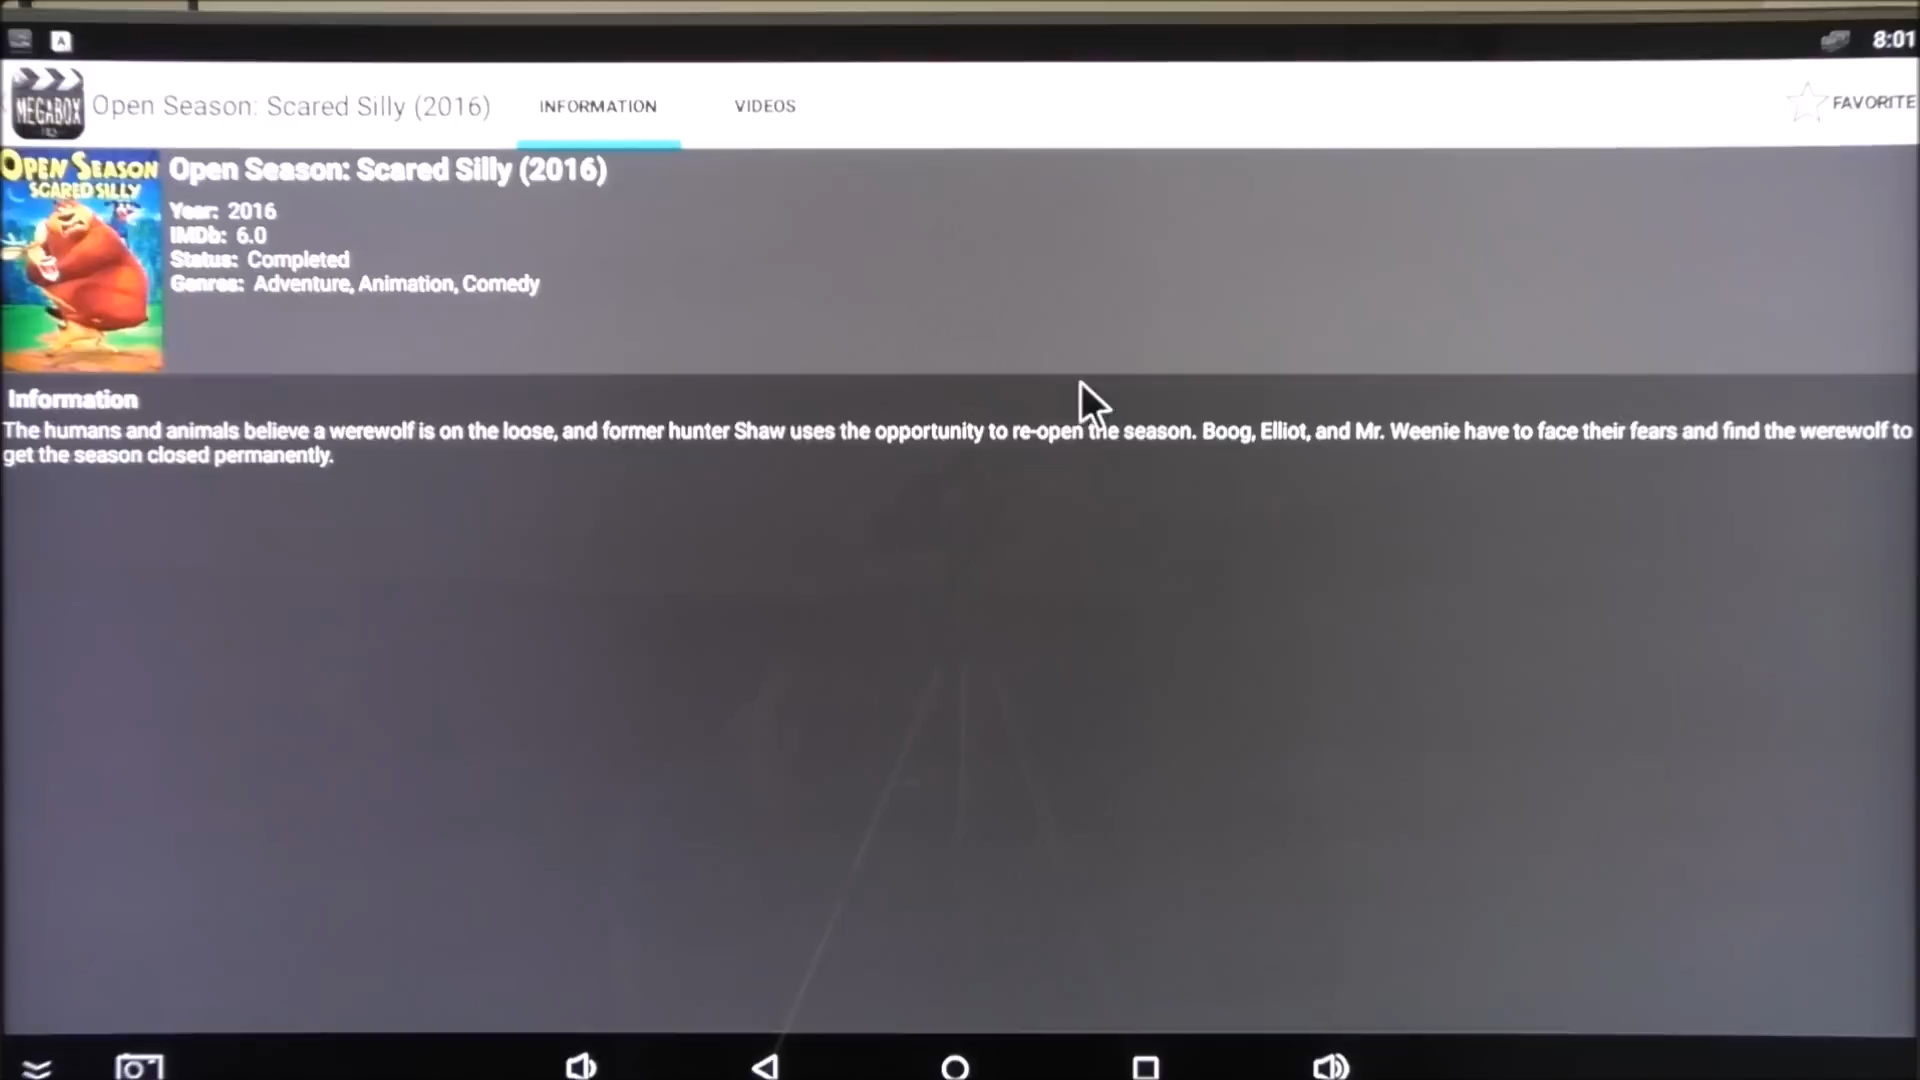 8:01
MEGABOX HD
Open Season: Scared Silly (2016)
INFORMATION
VIDEOS
FAVORITE
OPEN SEASON
SCARED SILLY
Open Season: Scared Silly (2016)
Year: 2016
IMDb: 6.0
Status: Completed
Genres: Adventure, Animation, Comedy
Information
The humans and animals believe a werewolf is on the loose, and former hunter Shaw uses the opportunity to re-open the season. Boog, Elliot, and Mr. Weenie have to face their fears and find the werewolf to
get the season closed permanently.